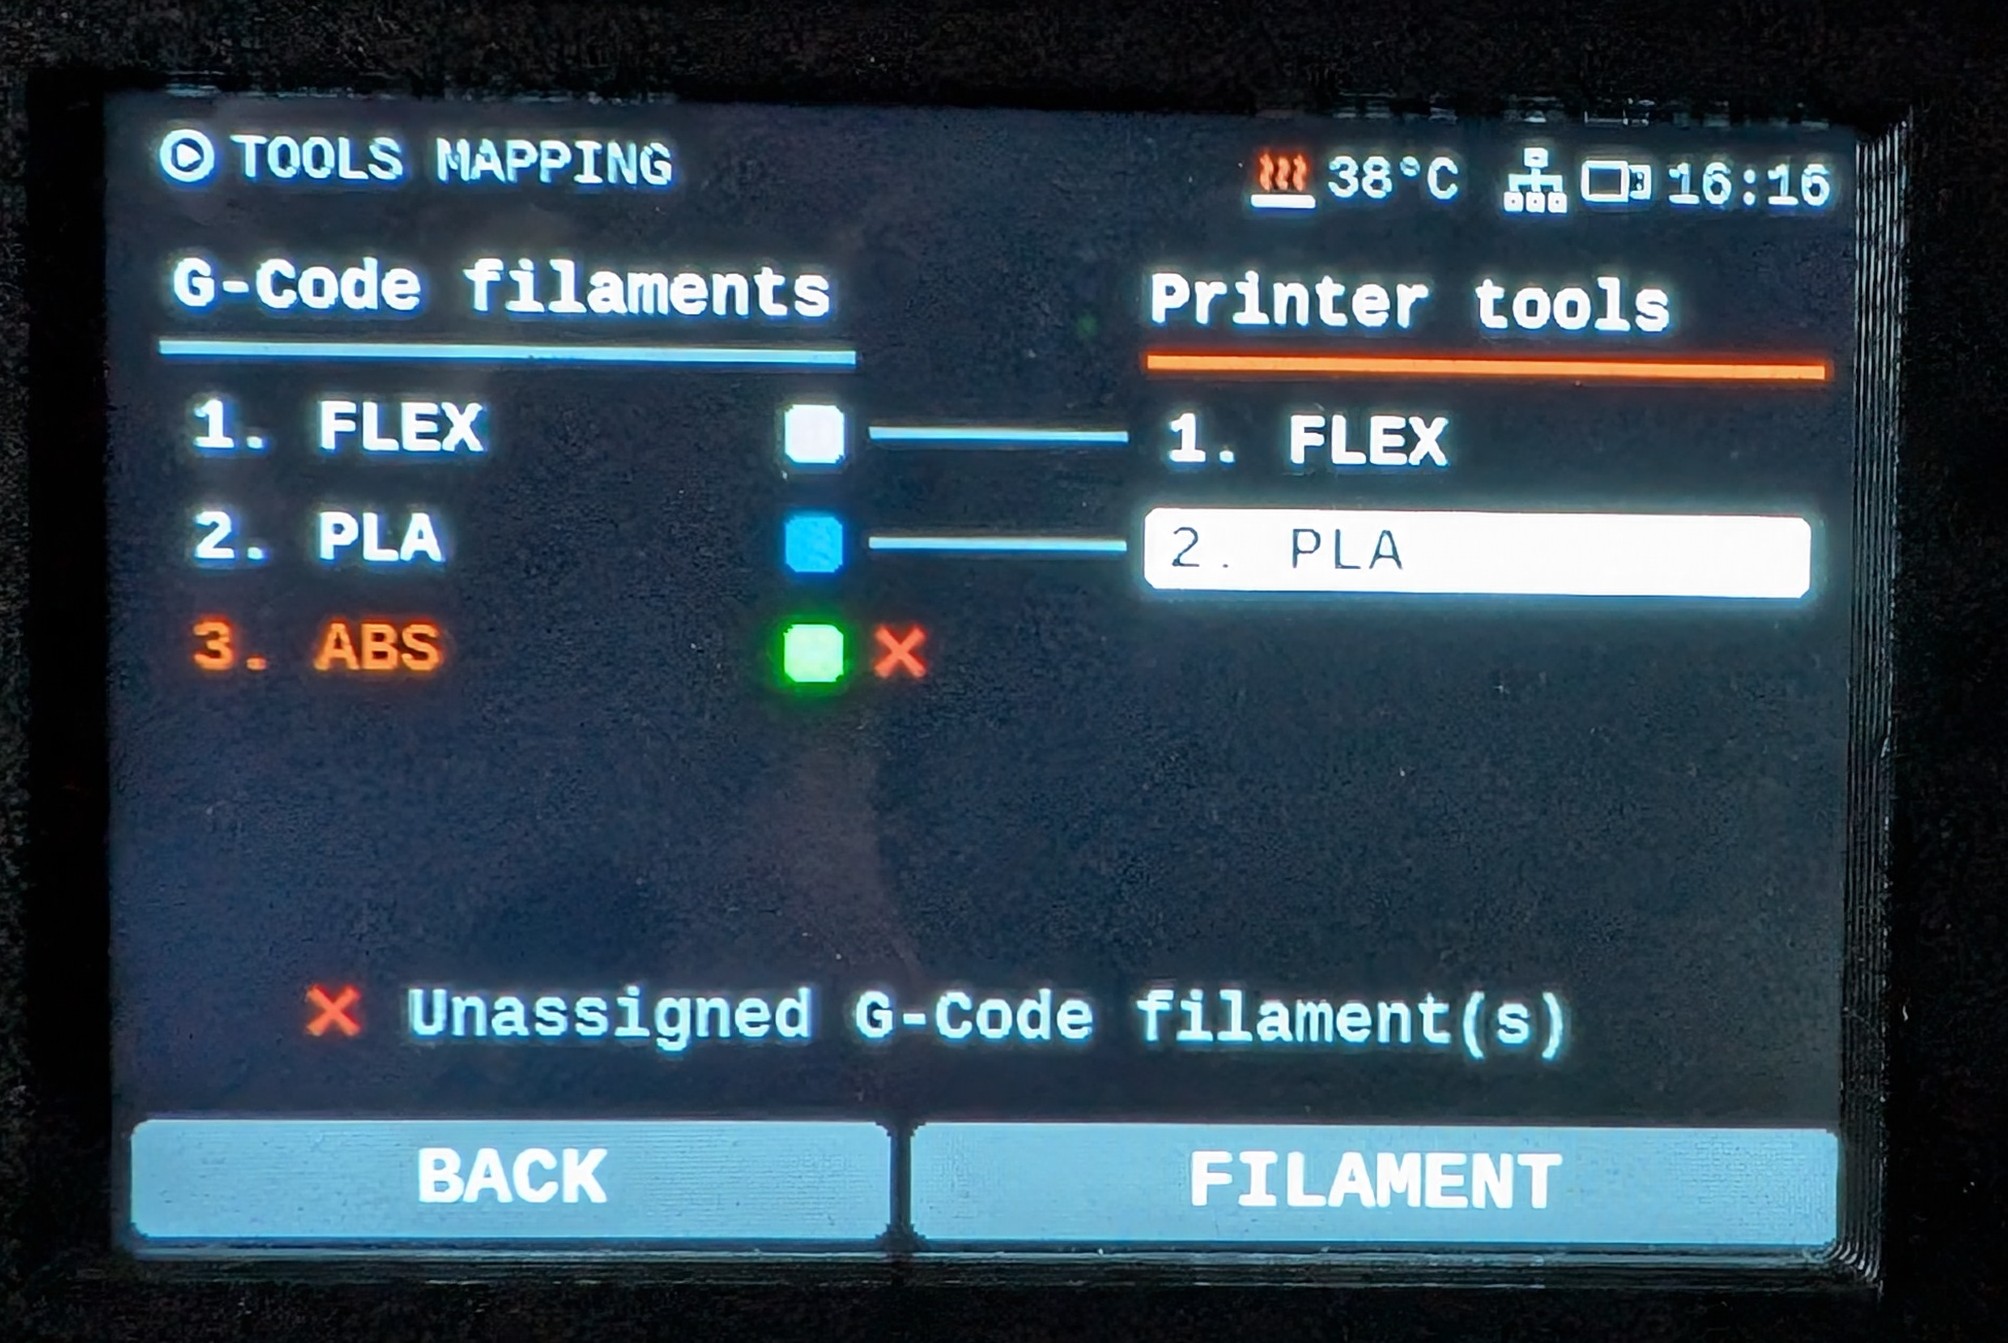 TOOLS MAPPING 38°C 16:16
G-Code filaments Printer tools
1. FLEX 1. FLEX
2. PLA 2. PLA
3. ABS
Unassigned G-Code filament(s)
BACK FILAMENT